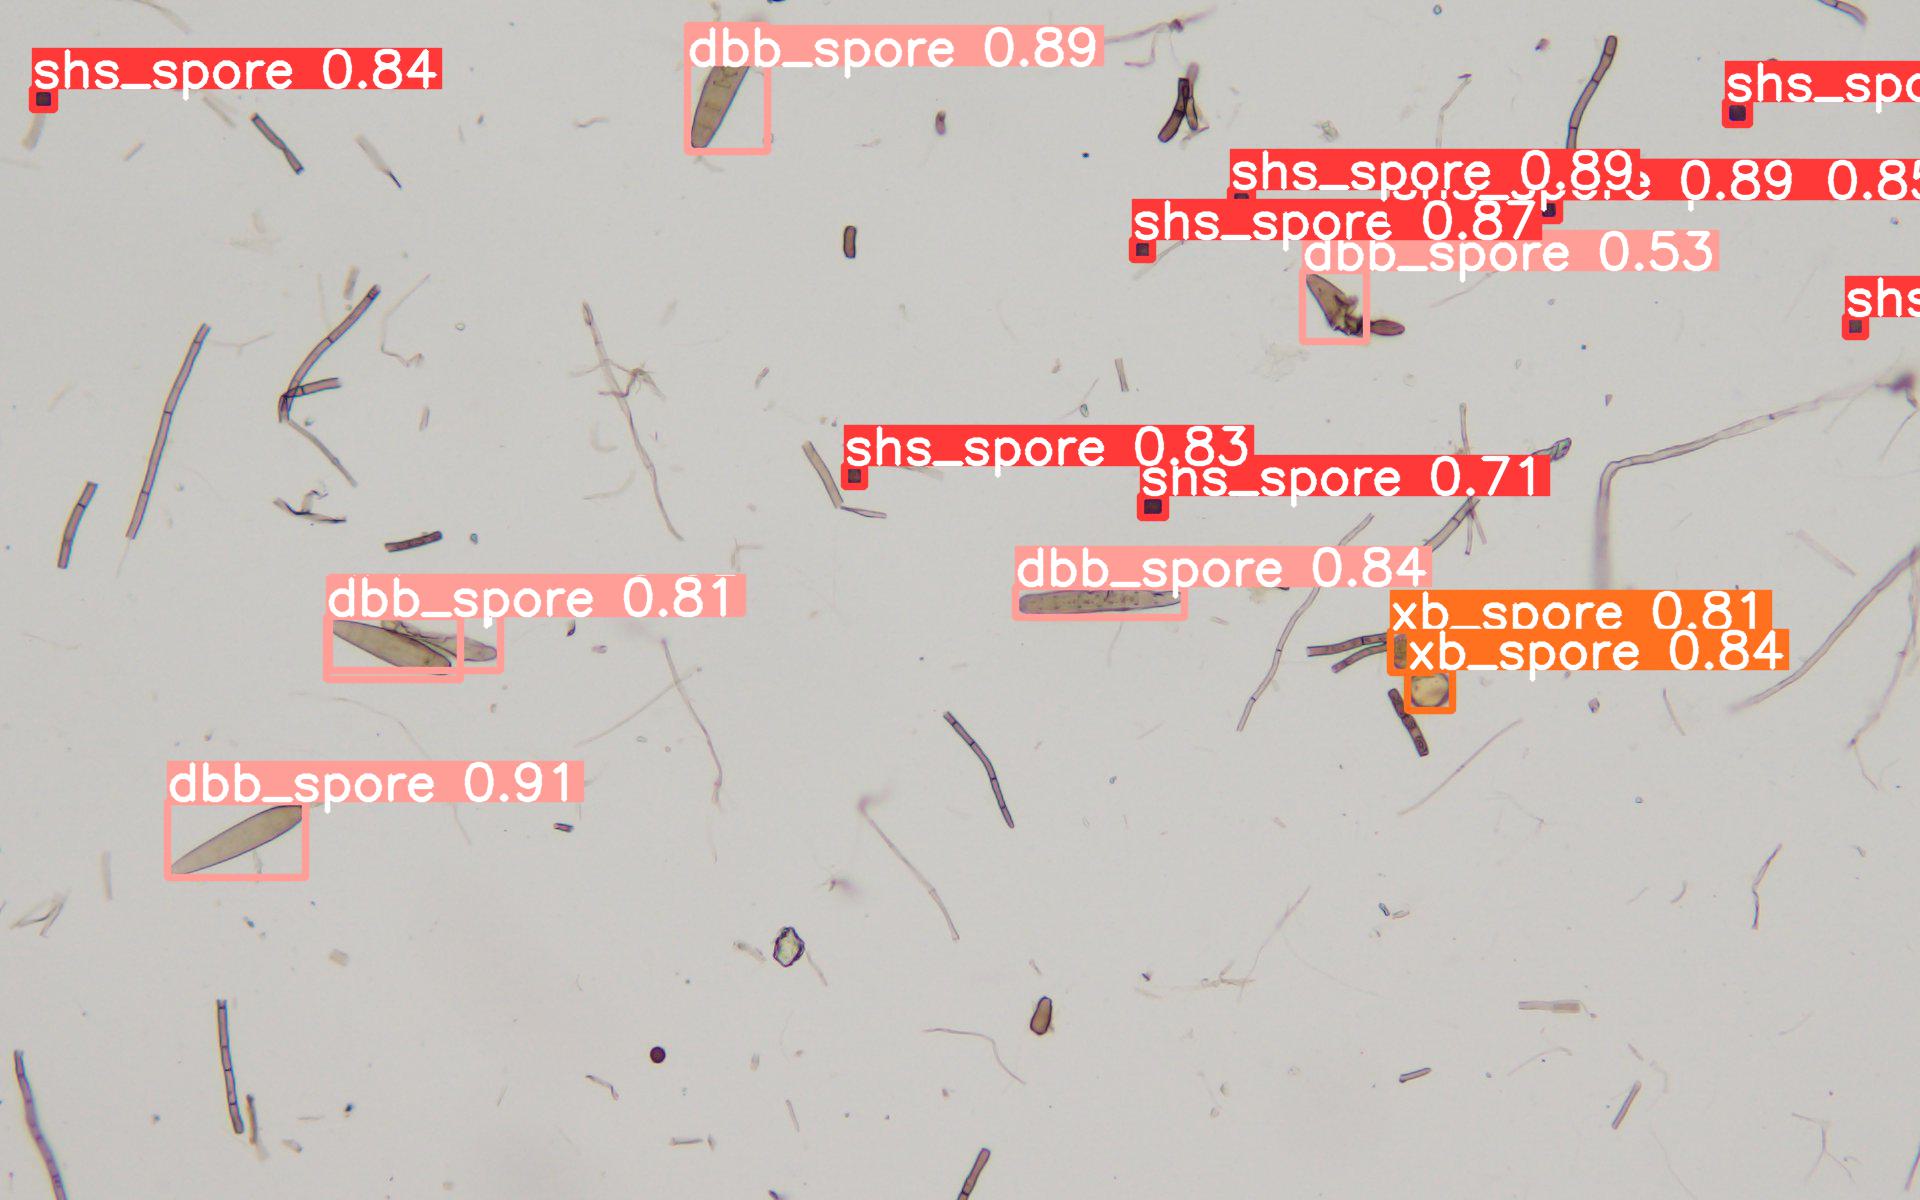 dbb_spore 0.89
shs_spore 0.84
shs_spo
shs_spore 0.89
0.89 0.85
shs_spore 0.87
dbb_spore 0.53
shs
shs_spore 0.83
shs_spore 0.71
dbb_spore 0.84
dbb_spore 0.81
xb_spore 0.81
xb_spore 0.84
dbb_spore 0.91